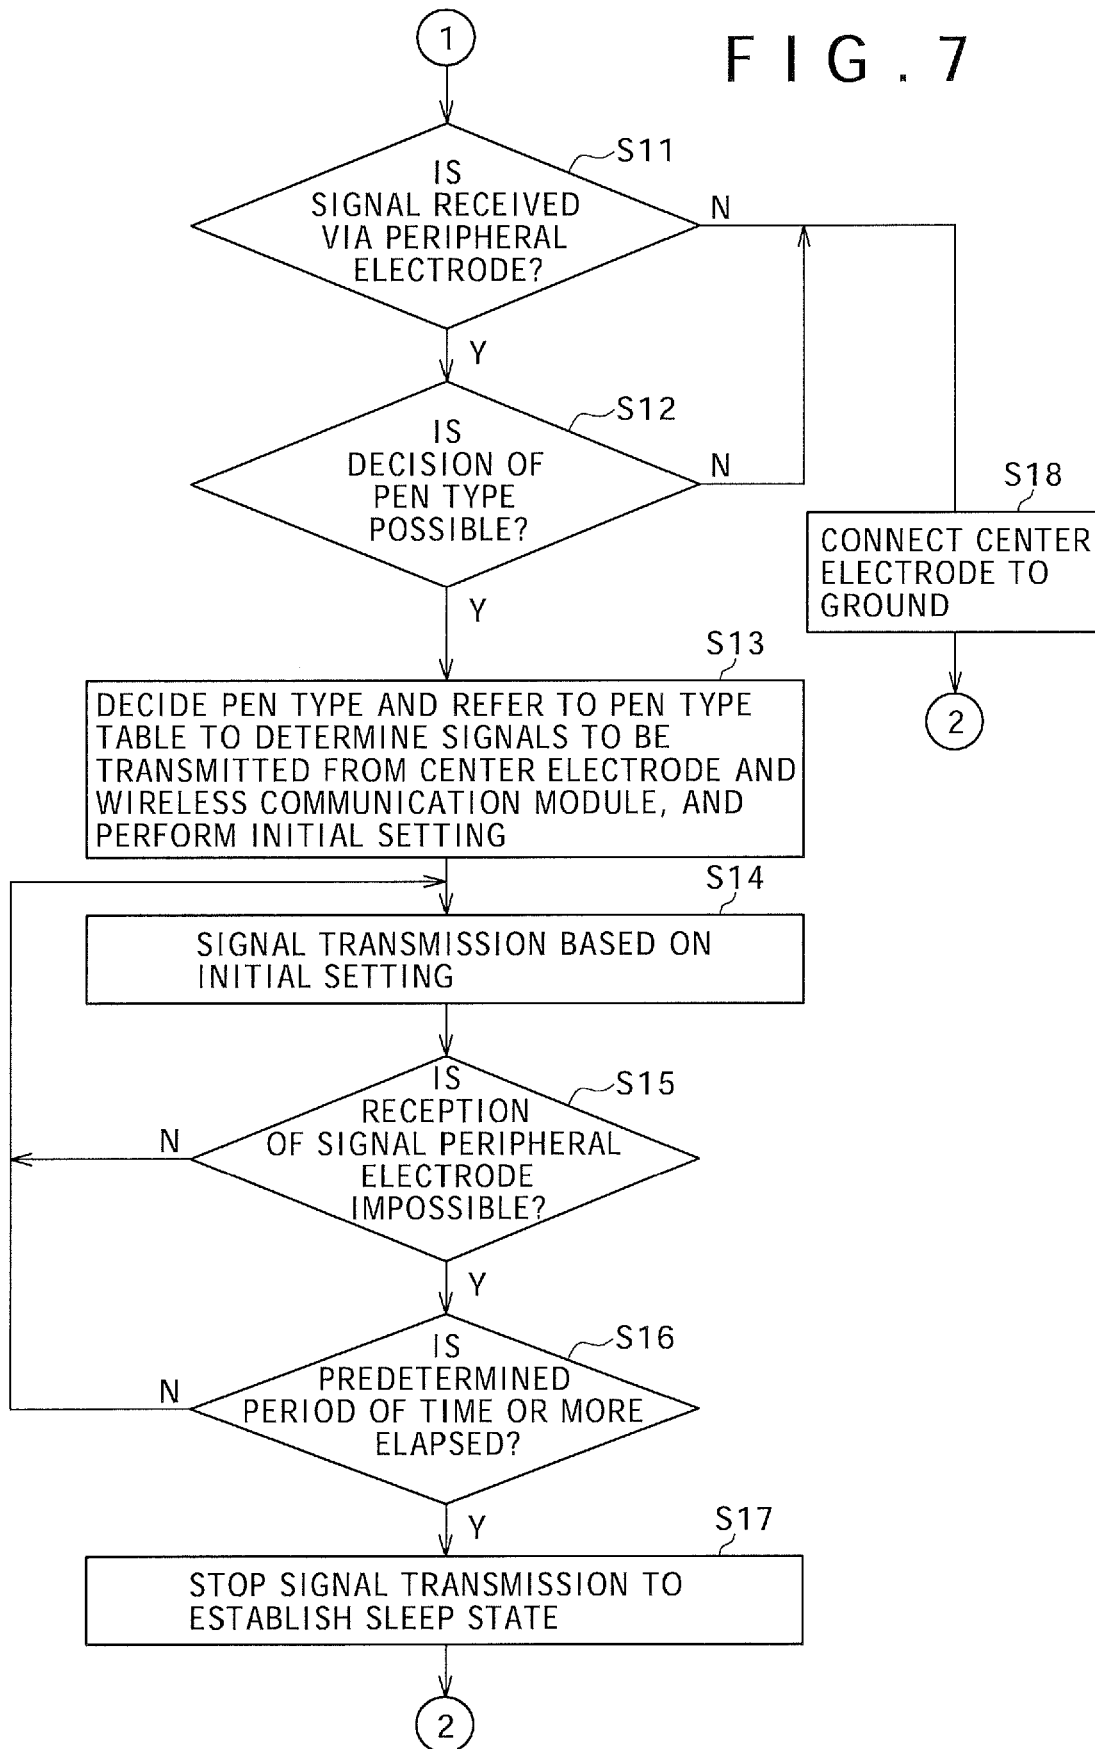 1
FIG. 7
S11
IS
SIGNAL RECEIVED
VIA PERIPHERAL
ELECTRODE?
N
Y
S12
IS
DECISION OF
PEN TYPE
POSSIBLE?
N
Y
S18
CONNECT CENTER
ELECTRODE TO
GROUND
2
S13
DECIDE PEN TYPE AND REFER TO PEN TYPE
TABLE TO DETERMINE SIGNALS TO BE
TRANSMITTED FROM CENTER ELECTRODE AND
WIRELESS COMMUNICATION MODULE, AND
PERFORM INITIAL SETTING
S14
SIGNAL TRANSMISSION BASED ON
INITIAL SETTING
S15
IS
RECEPTION
OF SIGNAL PERIPHERAL
ELECTRODE
IMPOSSIBLE?
N
Y
S16
IS
PREDETERMINED
PERIOD OF TIME OR MORE
ELAPSED?
N
Y
S17
STOP SIGNAL TRANSMISSION TO
ESTABLISH SLEEP STATE
2